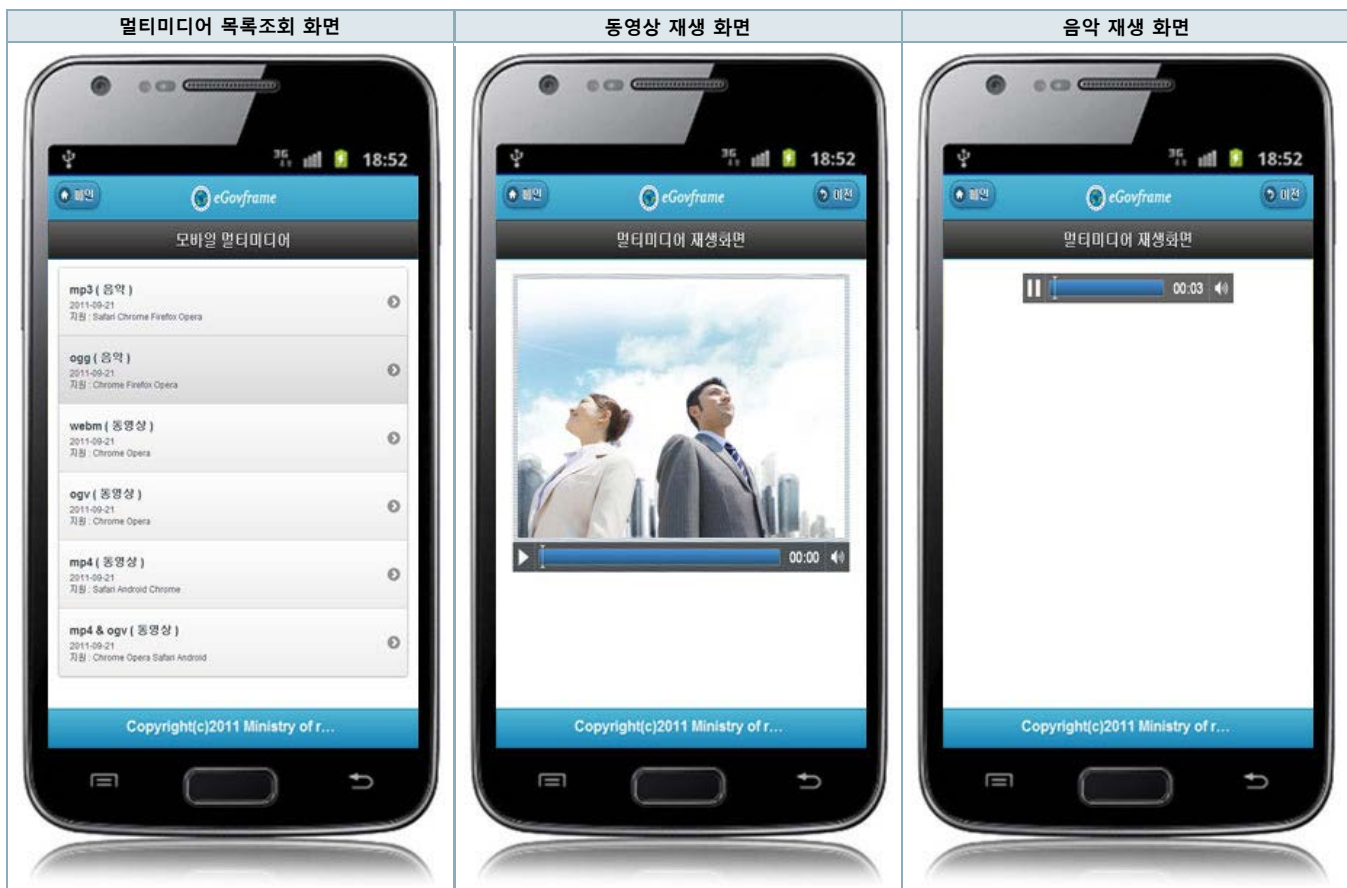 멀티미디어 목록조회 화면
동영상 재생 화면
음악 재생 화면
3G
18:52
메인
eGovframe
모바일 멀티미디어
mp3 ( 음악 )
2011-09-21
지원 : Safari Chrome Firefox Opera
ogg ( 음악 )
2011-09-21
지원 : Chrome Firefox Opera
webm ( 동영상 )
2011-09-21
지원 : Chrome Opera
ogv ( 동영상 )
2011-09-21
지원 : Chrome Opera
mp4 ( 동영상 )
2011-09-21
지원 : Safari Android Chrome
mp4 & ogv ( 동영상 )
2011-09-21
지원 : Chrome Opera Safari Android
Copyright(c)2011 Ministry of r...
3G
18:52
메인
eGovframe
이전
멀티미디어 재생화면
00:00
Copyright(c)2011 Ministry of r...
3G
18:52
메인
eGovframe
이전
멀티미디어 재생화면
00:03
Copyright(c)2011 Ministry of r...